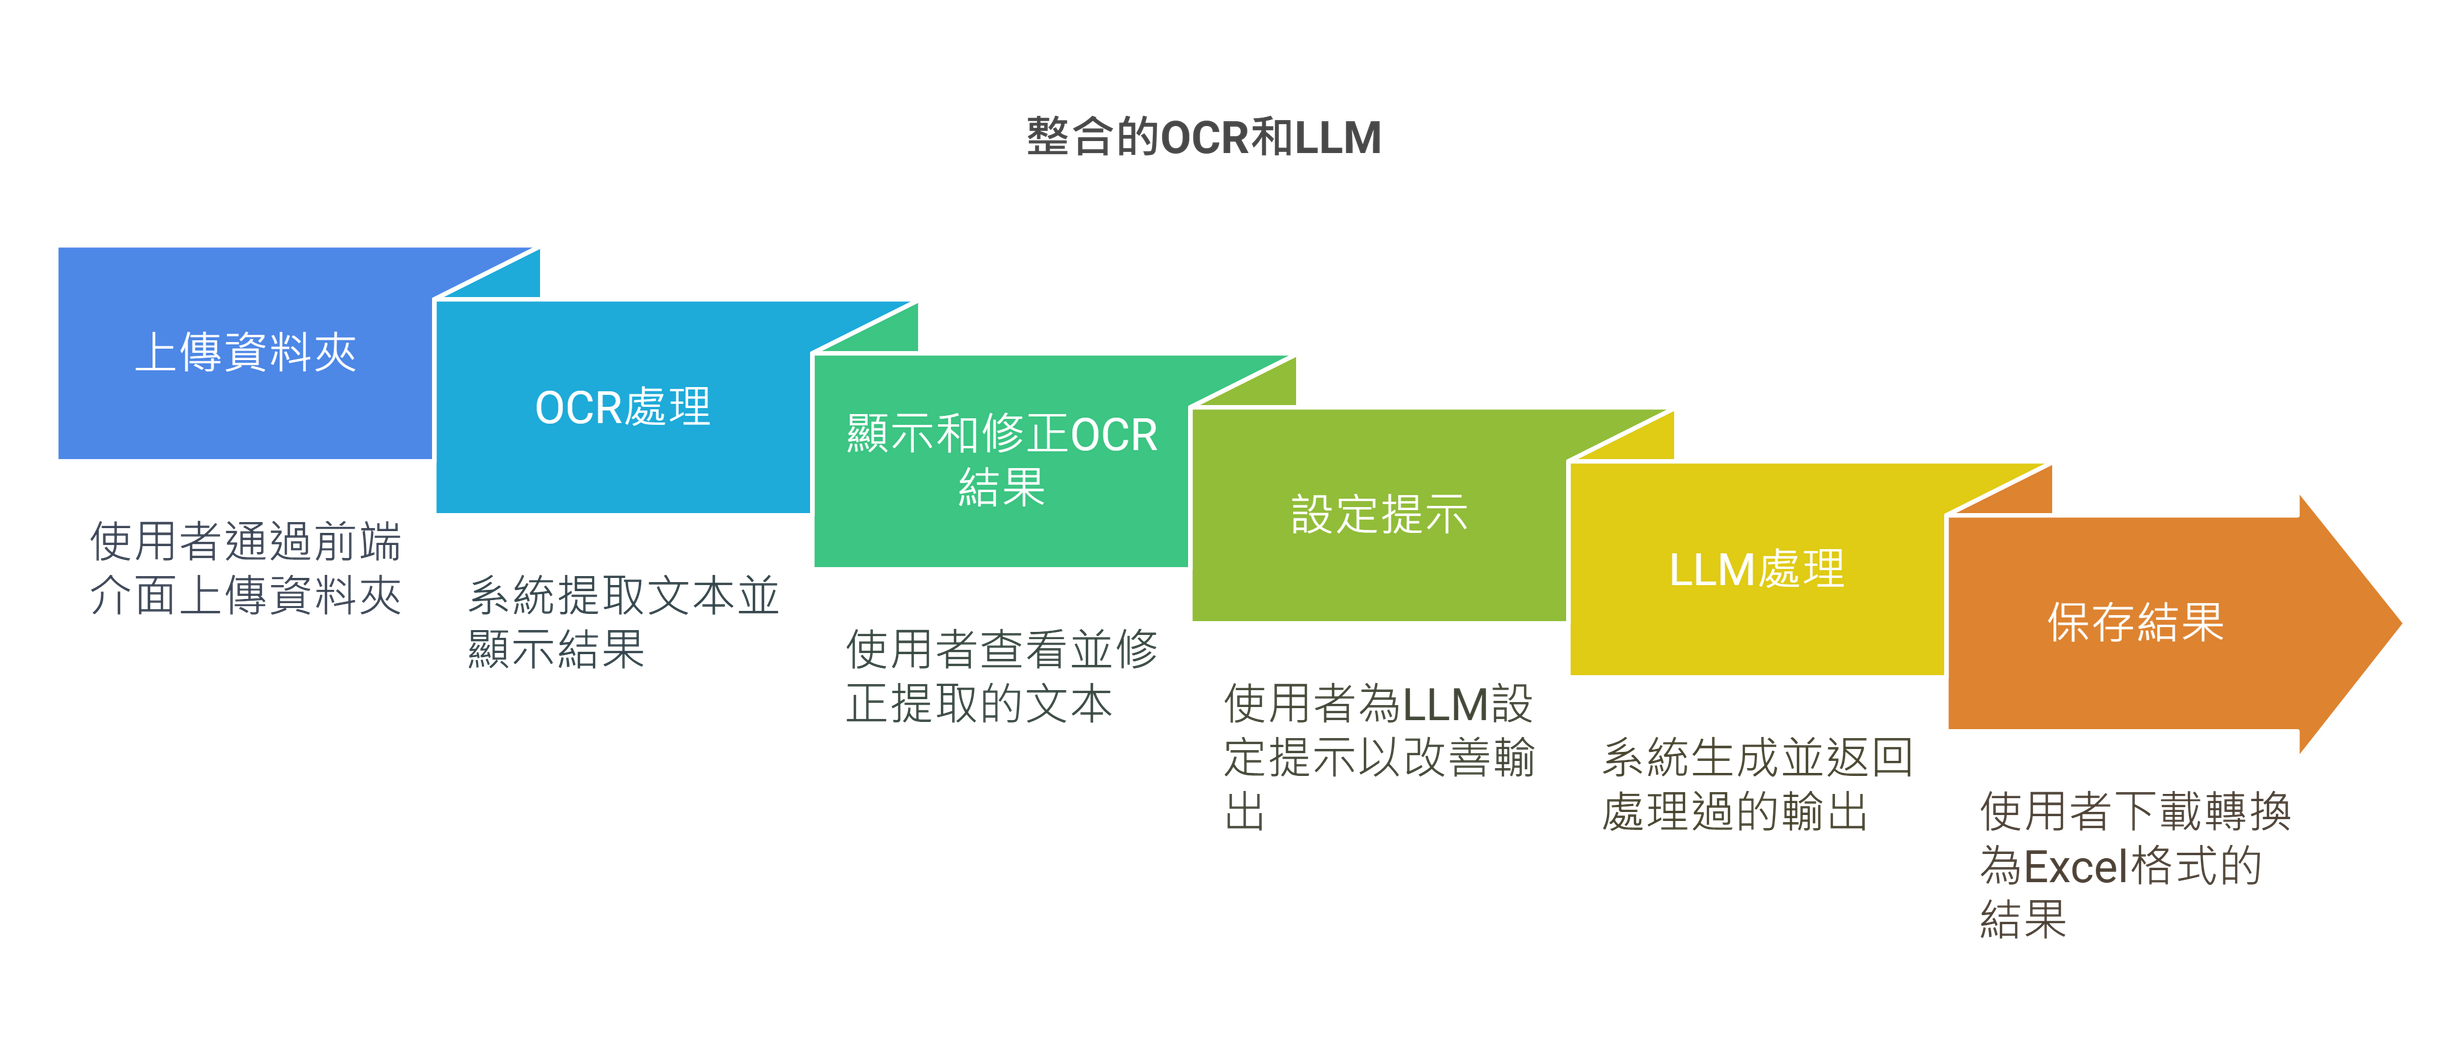 整合的OCR和LLM
上傳資料夾
使用者通過前端
介面上傳資料夾
OCR處理
系統提取文本並
顯示結果
顯示和修正OCR
結果
使用者查看並修
正提取的文本
設定提示
使用者為LLM設
定提示以改善輸
出
LLM處理
系統生成並返回
處理過的輸出
保存結果
使用者下載轉換
為Excel格式的
結果